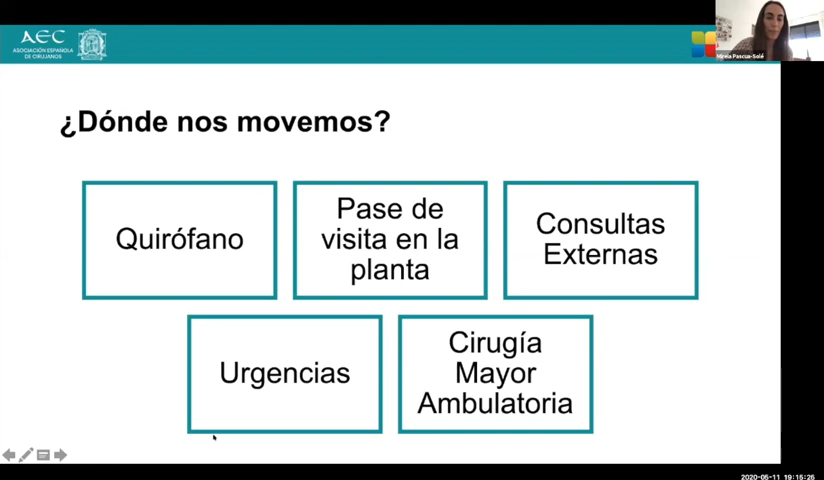 AEC
ASOCIACIÓN ESPAÑOLA
DE CIRUJANOS
Mireia Pascua-Solé
¿Dónde nos movemos?
Quirófano
Pase de
visita en la
planta
Consultas
Externas
Urgencias
Cirugía
Mayor
Ambulatoria
2020-06-11 19:15:26